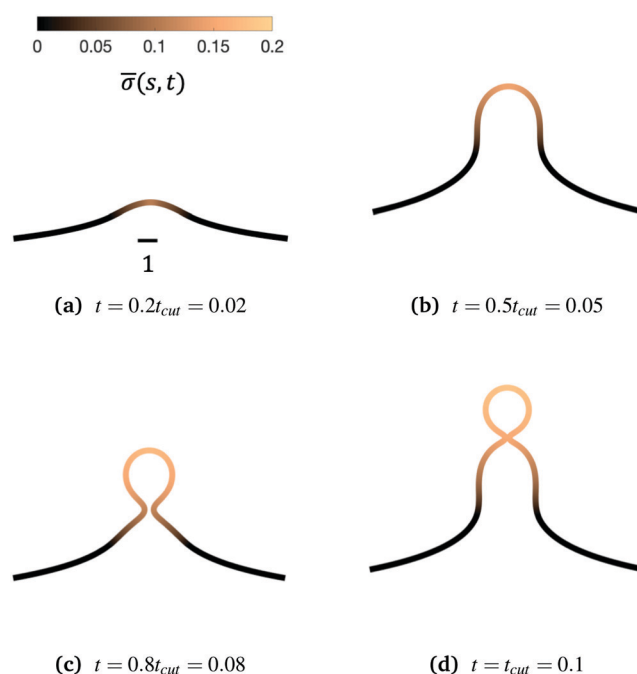 0 0.05 0.1 0.15 0.2
σ̅(s, t)
1
(a) t = 0.2t_cut = 0.02
(b) t = 0.5t_cut = 0.05
(c) t = 0.8t_cut = 0.08
(d) t = t_cut = 0.1